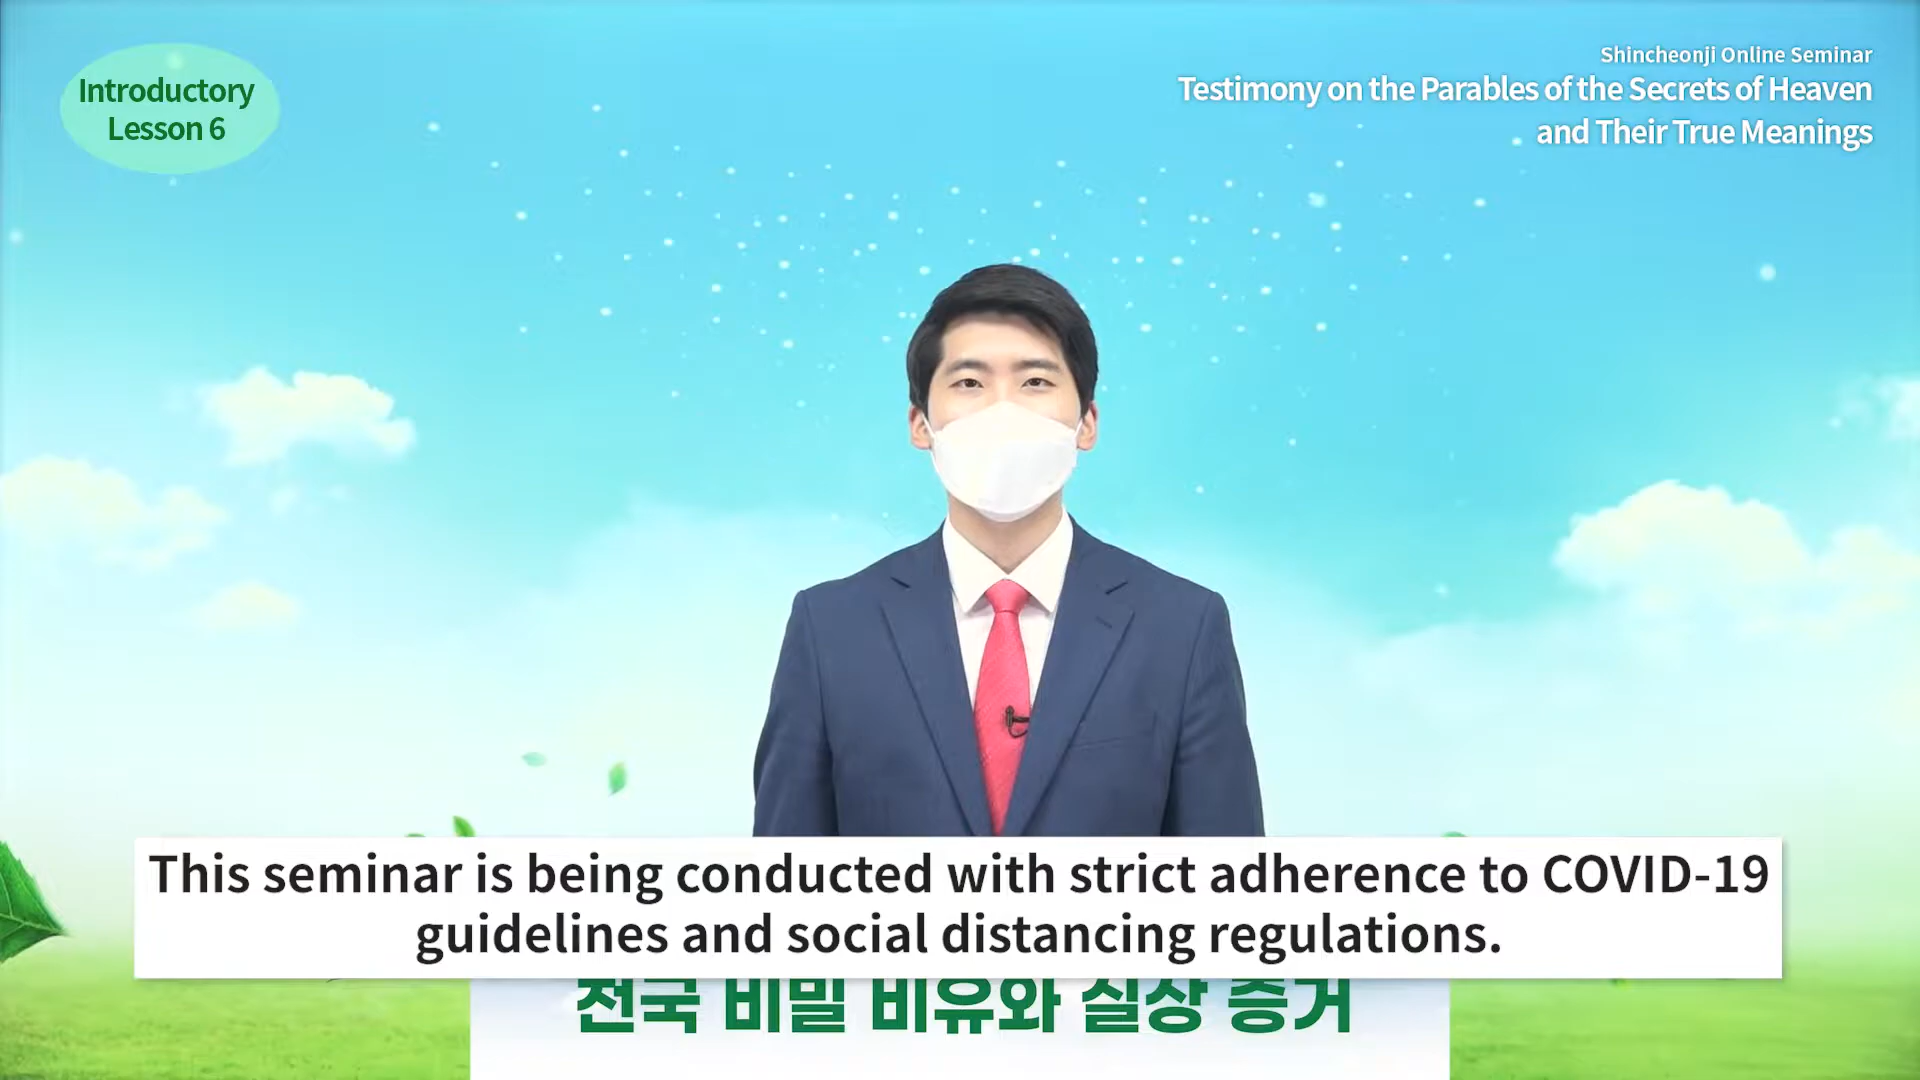 Introductory
Lesson 6
Shincheonji Online Seminar
Testimony on the Parables of the Secrets of Heaven
and Their True Meanings
This seminar is being conducted with strict adherence to COVID-19
guidelines and social distancing regulations.
천국 비밀 비유와 실상 증거